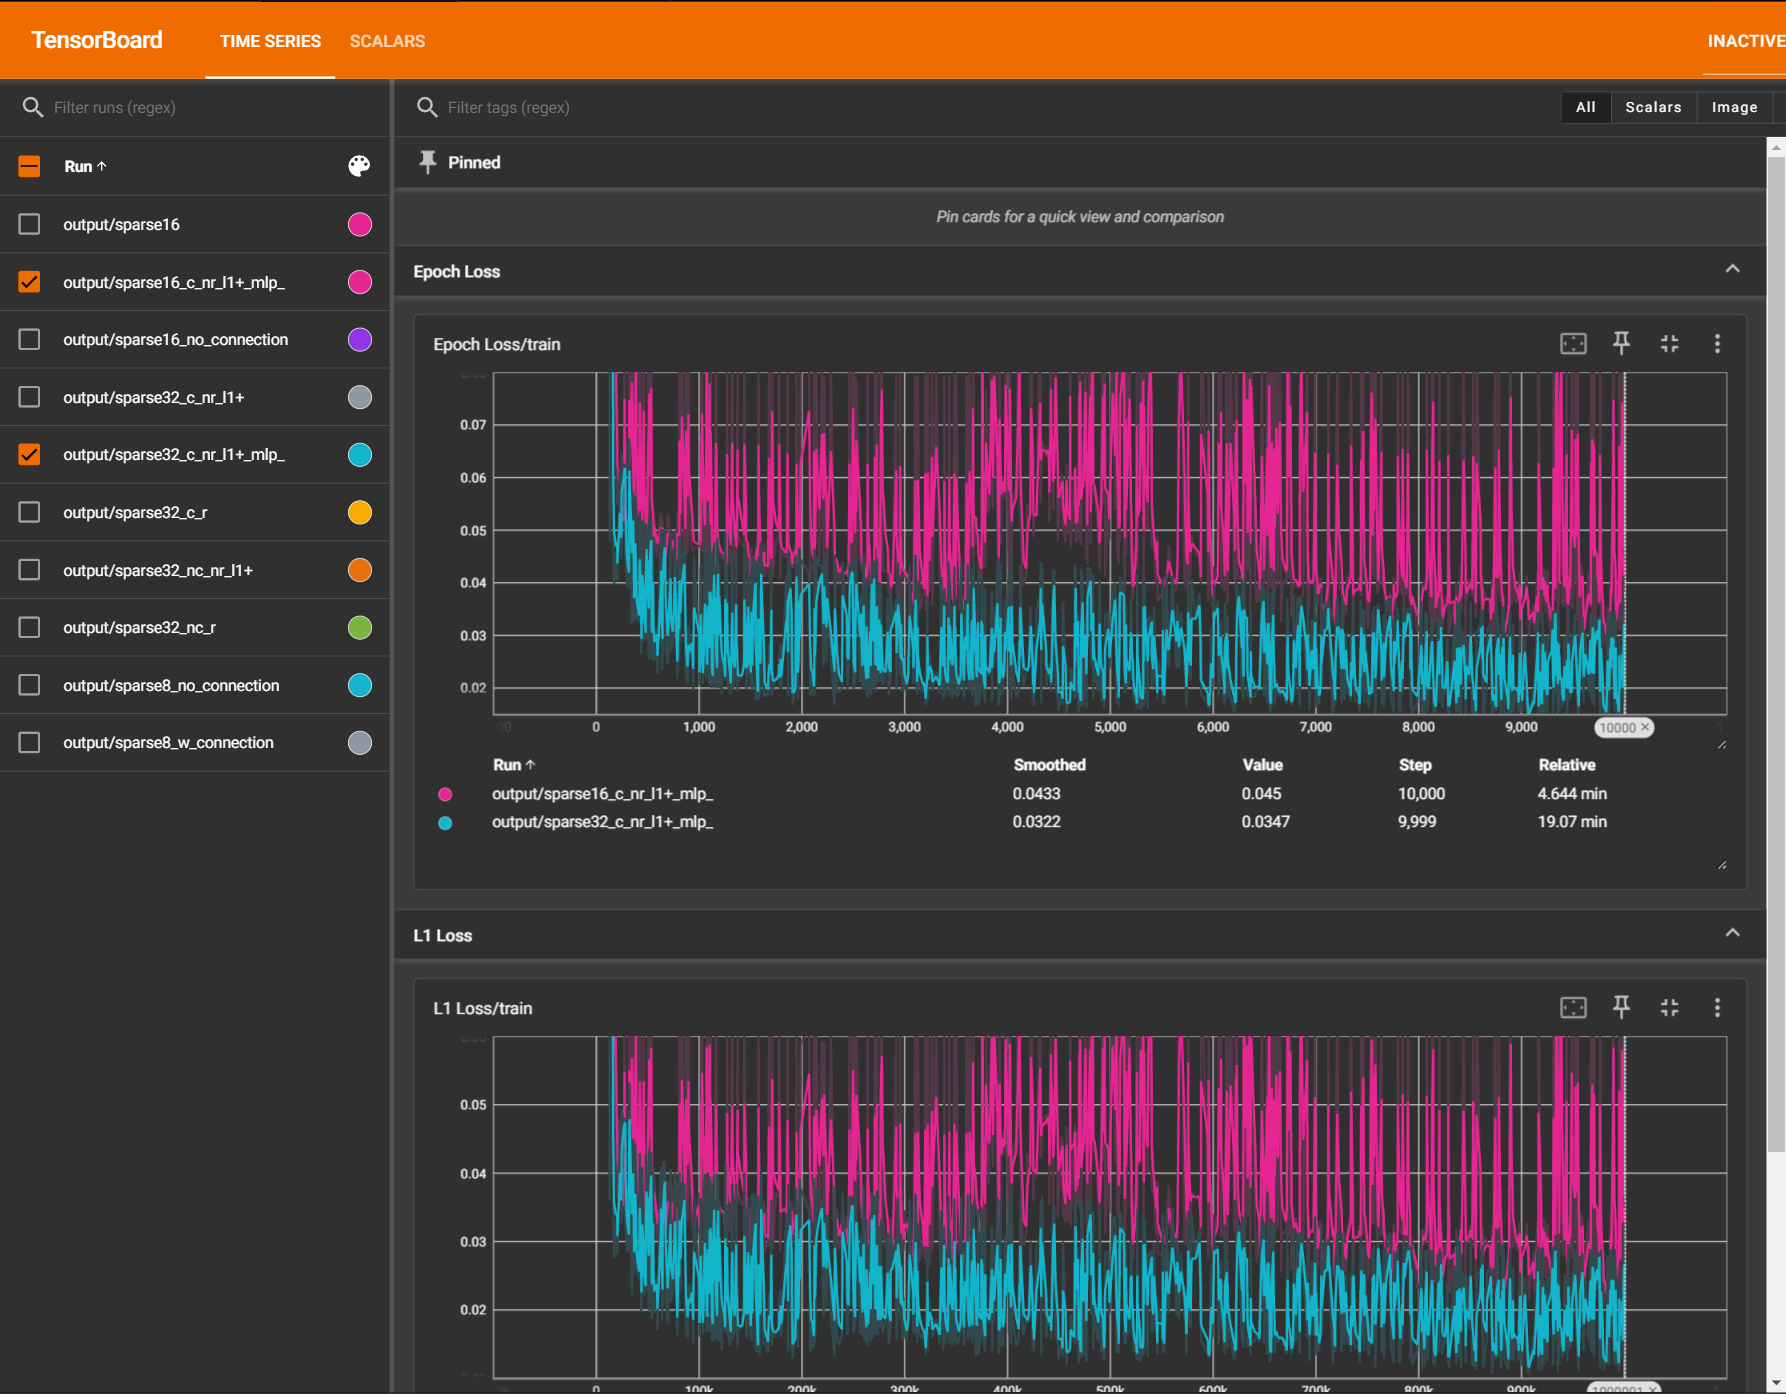 TensorBoard TIME SERIES SCALARS INACTIVE
Filter runs (regex)
Run
output/sparse16
output/sparse16_c_nr_l1+_mlp_
output/sparse16_no_connection
output/sparse32_c_nr_l1+
output/sparse32_c_nr_l1+_mlp_
output/sparse32_c_r
output/sparse32_nc_nr_l1+
output/sparse32_nc_r
output/sparse8_no_connection
output/sparse8_w_connection
Filter tags (regex) All Scalars Image
Pinned
Pin cards for a quick view and comparison
Epoch Loss
Epoch Loss/train
0.07
0.06
0.05
0.04
0.03
0.02
0 1,000 2,000 3,000 4,000 5,000 6,000 7,000 8,000 9,000 10000
Run Smoothed Value Step Relative
output/sparse16_c_nr_l1+_mlp_ 0.0433 0.045 10,000 4.644 min
output/sparse32_c_nr_l1+_mlp_ 0.0322 0.0347 9,999 19.07 min
L1 Loss
L1 Loss/train
0.05
0.04
0.03
0.02
0 100k 200k 300k 400k 500k 600k 700k 800k 900k